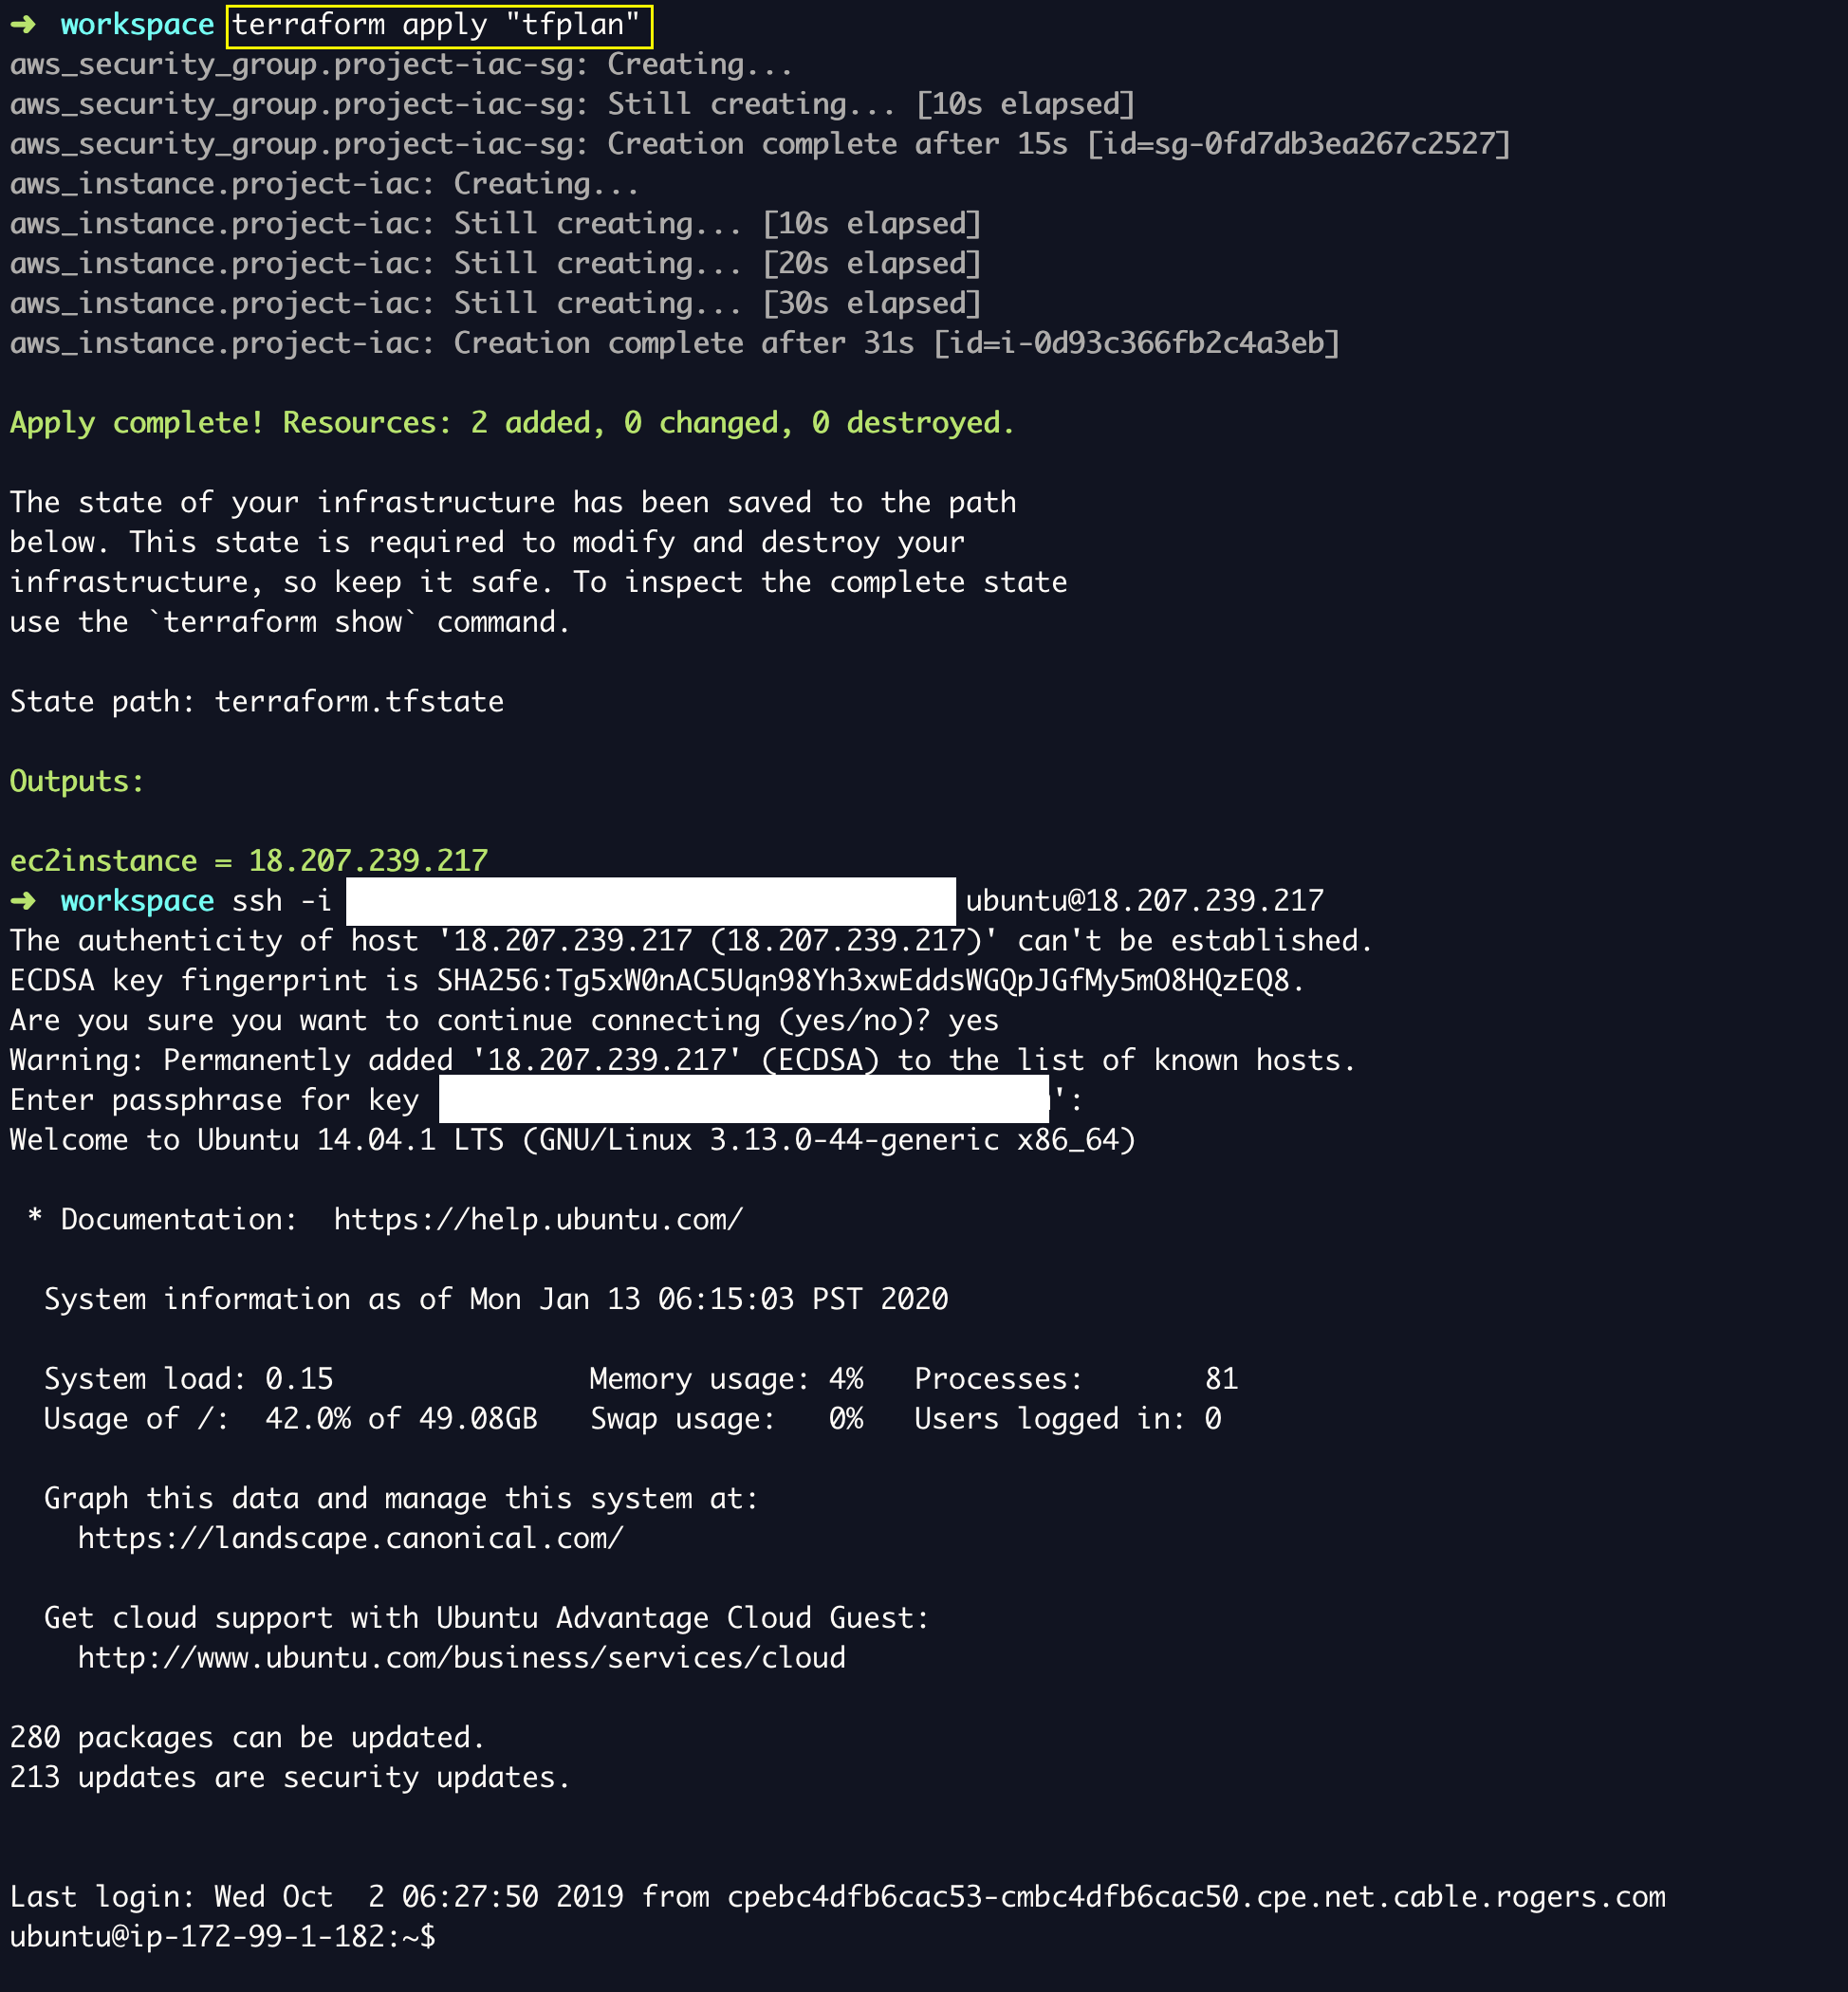 ➜ workspace terraform apply "tfplan"
aws_security_group.project-iac-sg: Creating...
aws_security_group.project-iac-sg: Still creating... [10s elapsed]
aws_security_group.project-iac-sg: Creation complete after 15s [id=sg-0fd7db3ea267c2527]
aws_instance.project-iac: Creating...
aws_instance.project-iac: Still creating... [10s elapsed]
aws_instance.project-iac: Still creating... [20s elapsed]
aws_instance.project-iac: Still creating... [30s elapsed]
aws_instance.project-iac: Creation complete after 31s [id=i-0d93c366fb2c4a3eb]
Apply complete! Resources: 2 added, 0 changed, 0 destroyed.
The state of your infrastructure has been saved to the path
below. This state is required to modify and destroy your
infrastructure, so keep it safe. To inspect the complete state
use the `terraform show` command.
State path: terraform.tfstate
Outputs:
ec2instance = 18.207.239.217
➜ workspace ssh -i ubuntu@18.207.239.217
The authenticity of host '18.207.239.217 (18.207.239.217)' can't be established.
ECDSA key fingerprint is SHA256:Tg5xW0nAC5Uqn98Yh3xwEddsWGQpJGfMy5mO8HQzEQ8.
Are you sure you want to continue connecting (yes/no)? yes
Warning: Permanently added '18.207.239.217' (ECDSA) to the list of known hosts.
Enter passphrase for key ':
Welcome to Ubuntu 14.04.1 LTS (GNU/Linux 3.13.0-44-generic x86_64)
* Documentation:  https://help.ubuntu.com/
System information as of Mon Jan 13 06:15:03 PST 2020
System load: 0.15 Memory usage: 4% Processes: 81
Usage of /: 42.0% of 49.08GB Swap usage: 0% Users logged in: 0
Graph this data and manage this system at:
https://landscape.canonical.com/
Get cloud support with Ubuntu Advantage Cloud Guest:
http://www.ubuntu.com/business/services/cloud
280 packages can be updated.
213 updates are security updates.
Last login: Wed Oct  2 06:27:50 2019 from cpebc4dfb6cac53-cmbc4dfb6cac50.cpe.net.cable.rogers.com
ubuntu@ip-172-99-1-182:~$